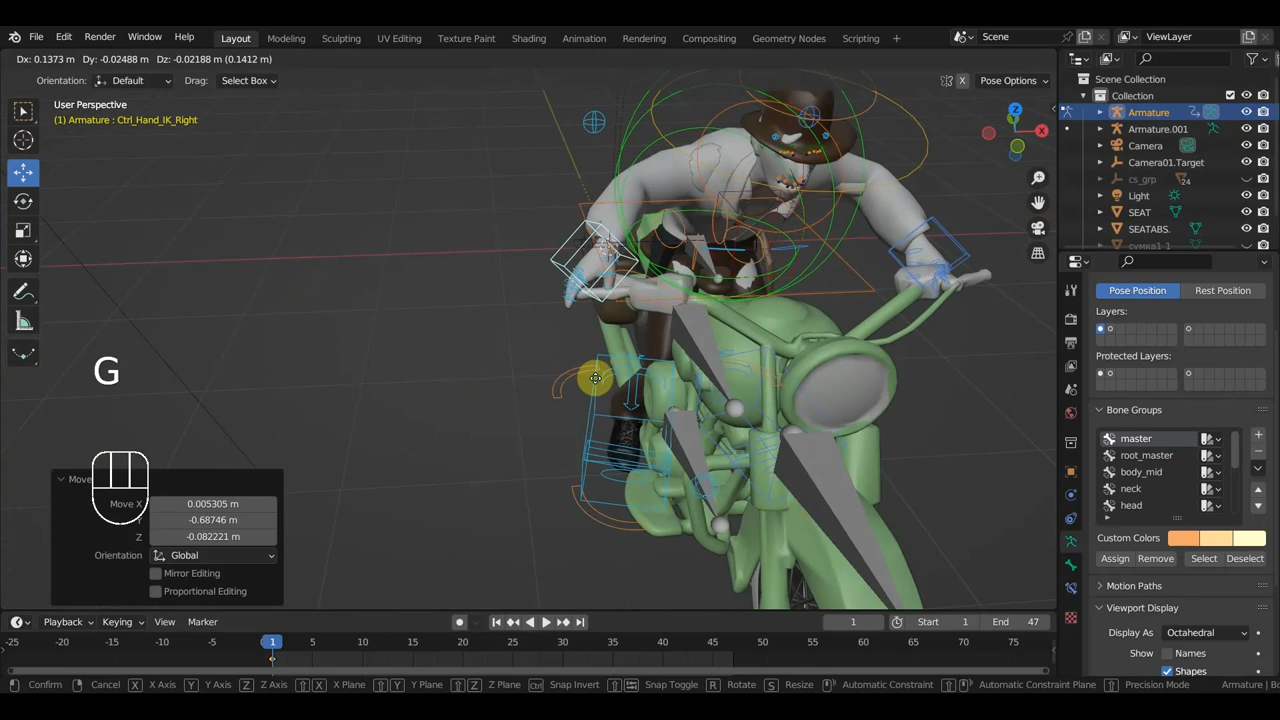 File Edit Render Window Help Layout Modeling Sculpting UV Editing Texture Paint Shading Animation Rendering Compositing Geometry Nodes Scripting + Scene ViewLayer
Dx: 0.1373 m Dy: -0.02488 m Dz: -0.02188 m (0.1412 m)
Orientation: Default Drag: Select Box X Pose Options
User Perspective
(1) Armature : Ctrl_Hand_IK_Right
Z
X
Scene Collection
Collection
Armature
Armature.001
Camera
Camera01.Target
cs_grp 24
Light
SEAT
SEATABS.
сумка1 1
Pose Position Rest Position
Layers:
Protected Layers:
Bone Groups
master
root_master
body_mid
neck
head
Custom Colors
Assign Remove Select Deselect
Motion Paths
Viewport Display
Display As Octahedral
Show Names
Shapes
G
Move
Move X 0.005305 m
Y -0.68746 m
Z -0.082221 m
Orientation Global
Mirror Editing
Proportional Editing
Playback Keying View Marker 1 Start 1 End 47
-25 -20 -15 -10 -5 1 5 10 15 20 25 30 35 40 45 50 55 60 65 70 75
Confirm Cancel X X Axis Y Y Axis Z Z Axis X X Plane Y Y Plane Z Z Plane Ctrl Snap Invert Snap Toggle R Rotate S Resize Automatic Constraint Automatic Constraint Plane Precision Mode Armature | Bo